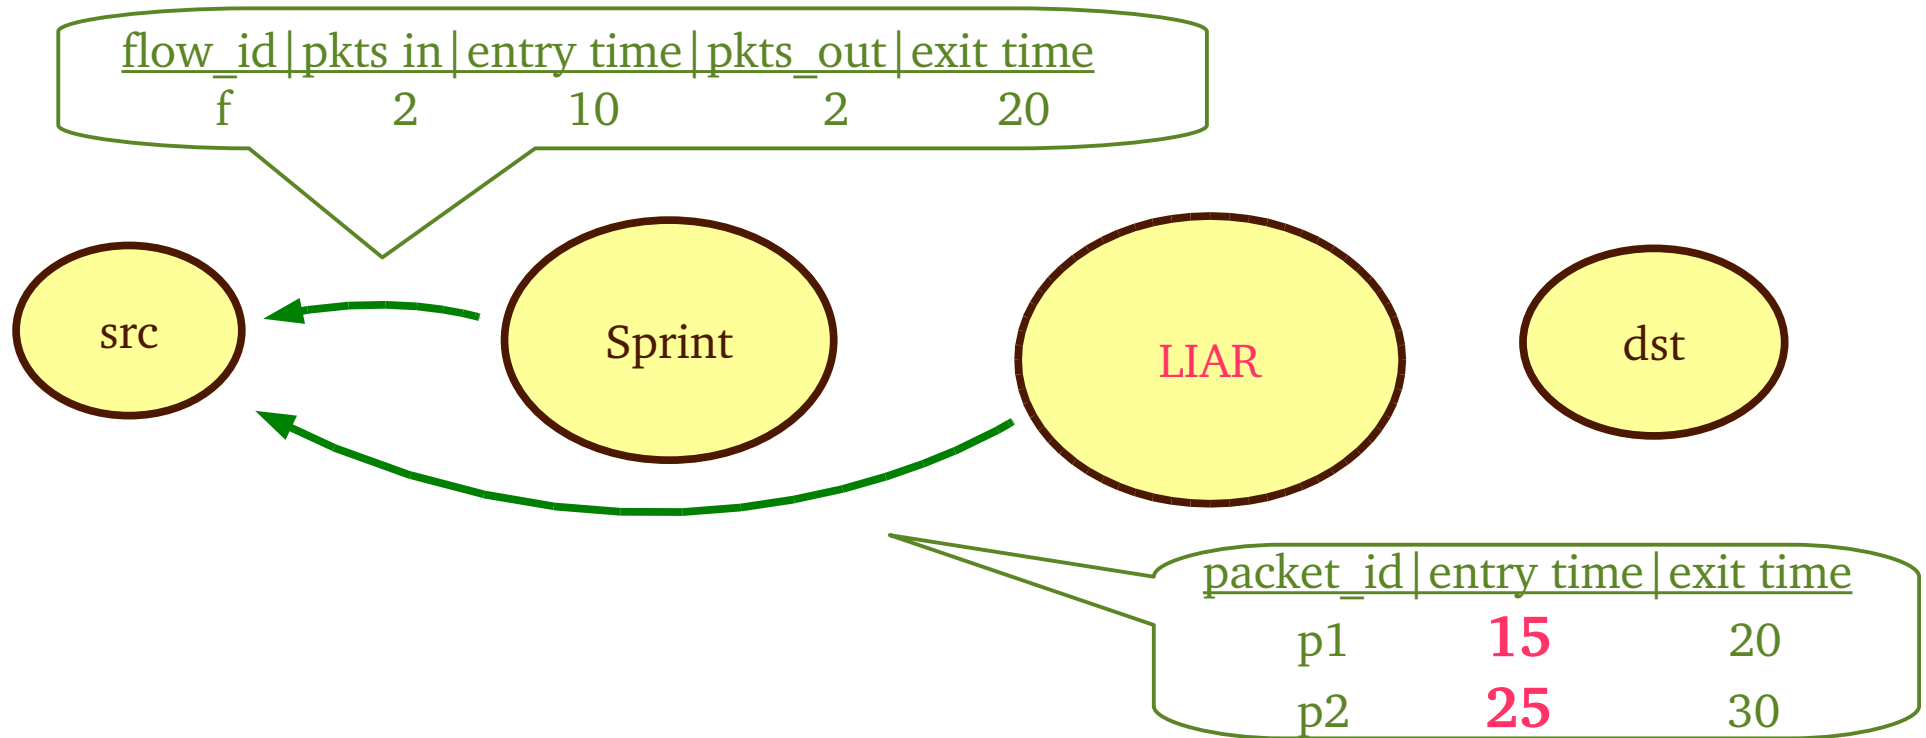 flow_id|pkts in|entry time|pkts_out|exit time
f 2 10 2 20
src
Sprint
LIAR
dst
packet_id|entry time|exit time
p1 15 20
p2 25 30